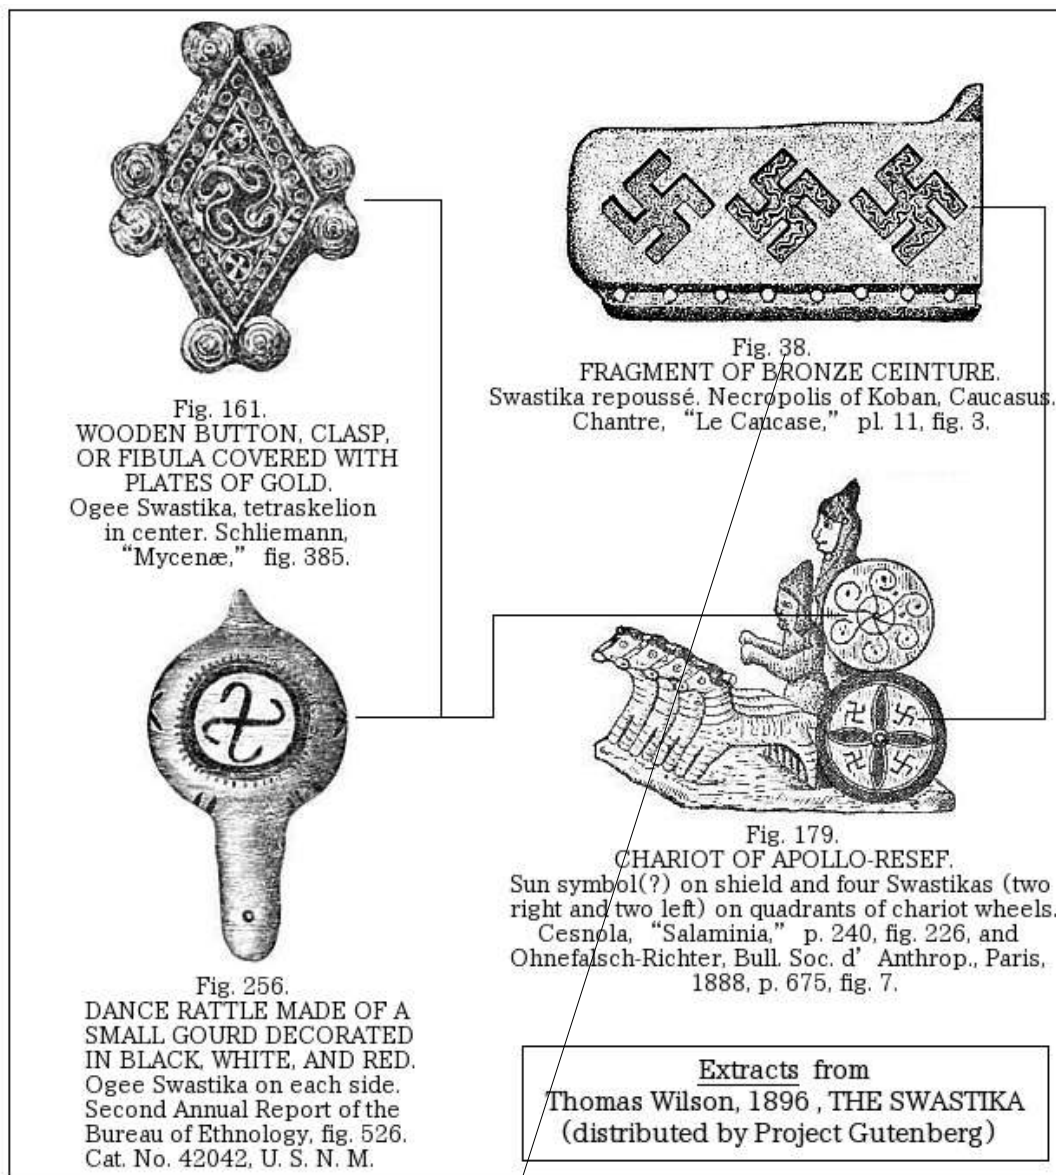 Fig. 161.
WOODEN BUTTON, CLASP,
OR FIBULA COVERED WITH
PLATES OF GOLD.
Ogee Swastika, tetraskelion
in center. Schliemann,
“Mycenæ,” fig. 385.
Fig. 38.
FRAGMENT OF BRONZE CEINTURE.
Swastika repoussé. Necropolis of Koban, Caucasus.
Chantre, “Le Caucase,” pl. 11, fig. 3.
Fig. 256.
DANCE RATTLE MADE OF A
SMALL GOURD DECORATED
IN BLACK, WHITE, AND RED.
Ogee Swastika on each side.
Second Annual Report of the
Bureau of Ethnology, fig. 526.
Cat. No. 42042, U. S. N. M.
Fig. 179.
CHARIOT OF APOLLO-RESEF.
Sun symbol(?) on shield and four Swastikas (two
right and two left) on quadrants of chariot wheels.
Cesnola, “Salaminia,” p. 240, fig. 226, and
Ohnefalsch-Richter, Bull. Soc. d’ Anthrop., Paris,
1888, p. 675, fig. 7.
Extracts from
Thomas Wilson, 1896 , THE SWASTIKA
(distributed by Project Gutenberg)